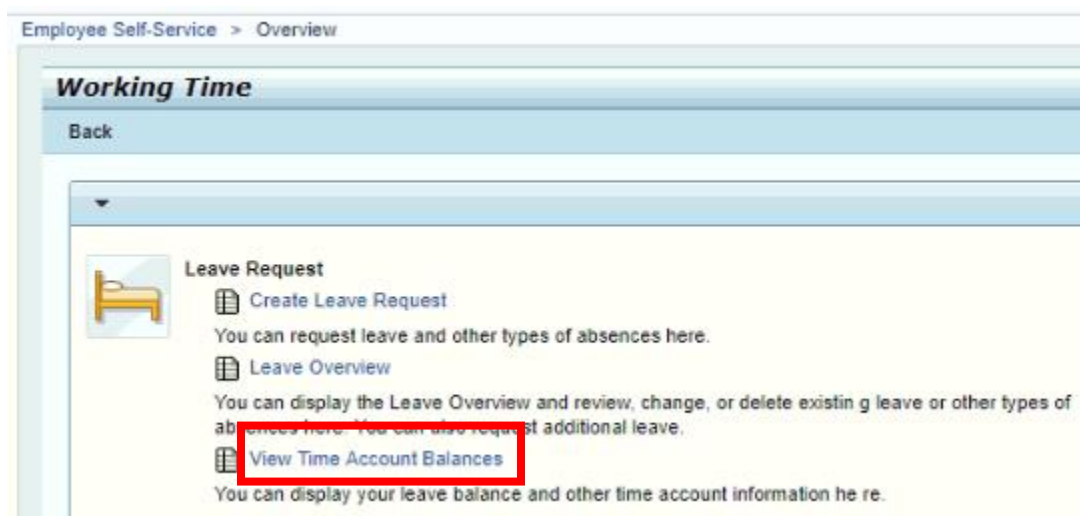 Employee Self-Service > Overview
Working Time
Back
Leave Request
Create Leave Request
You can request leave and other types of absences here.
Leave Overview
You can display the Leave Overview and review, change, or delete existin g leave or other types of
absences here. You can also request additional leave.
View Time Account Balances
You can display your leave balance and other time account information he re.